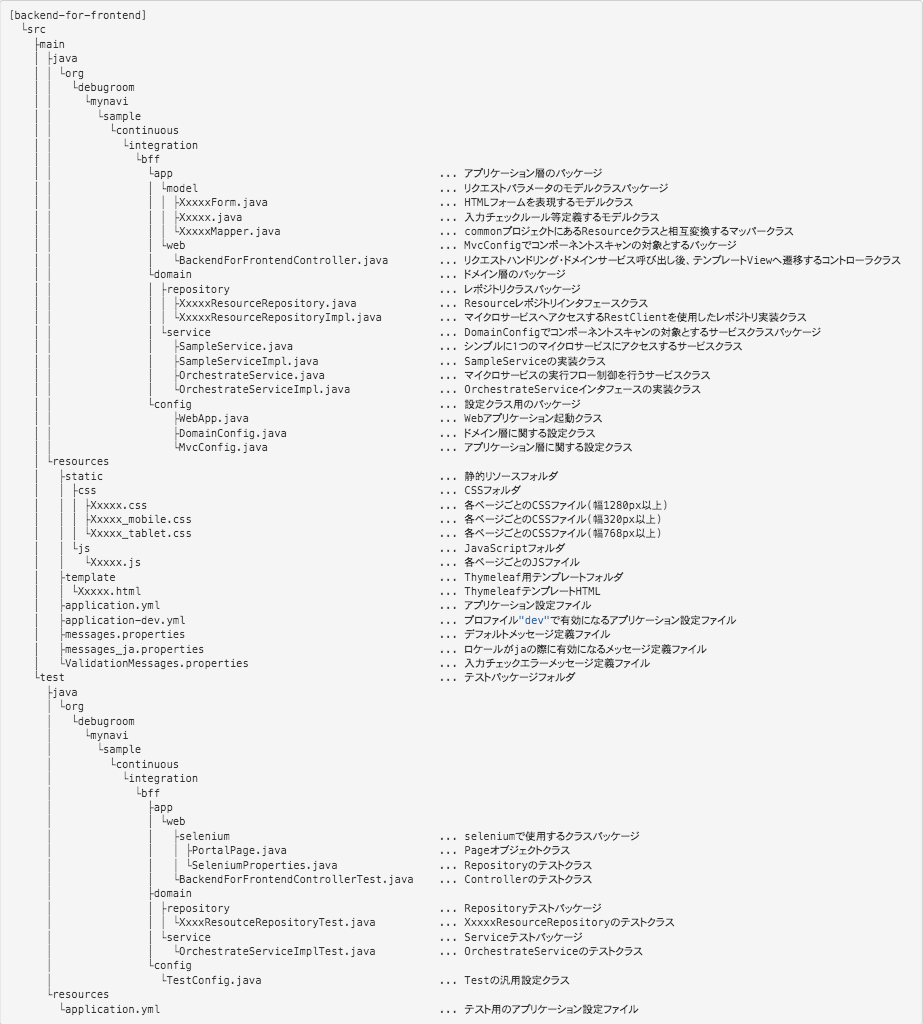 [backend-for-frontend]
└src
├main
│ ├java
│ │ └org
│ │ └debugroom
│ │ └mynavi
│ │ └sample
│ │ └continuous
│ │ └integration
│ │ └bff
│ │ ├app ... アプリケーション層のパッケージ
│ │ │ └model ... リクエストパラメータのモデルクラスパッケージ
│ │ │ │ ├XxxxxForm.java ... HTMLフォームを表現するモデルクラス
│ │ │ │ ├Xxxxx.java ... 入力チェックルール等定義するモデルクラス
│ │ │ │ └XxxxxMapper.java ... commonプロジェクトにあるResourceクラスと相互変換するマッパークラス
│ │ │ └web ... MvcConfigでコンポーネントスキャンの対象とするパッケージ
│ │ │ └BackendForFrontendController.java ... リクエストハンドリング・ドメインサービス呼び出し後、テンプレートViewへ遷移するコントローラクラス
│ │ └domain ... ドメイン層のパッケージ
│ │ │ ├repository ... レポジトリクラスパッケージ
│ │ │ │ ├XxxxxResourceRepository.java ... Resourceレポジトリインタフェースクラス
│ │ │ │ └XxxxxResourceRepositoryImpl.java ... マイクロサービスへアクセスするRestClientを使用したレポジトリ実装クラス
│ │ │ └service ... DomainConfigでコンポーネントスキャンの対象とするサービスクラスパッケージ
│ │ │ ├SampleService.java ... シンプルに1つのマイクロサービスにアクセスするサービスクラス
│ │ │ ├SampleServiceImpl.java ... SampleServiceの実装クラス
│ │ │ ├OrchestrateService.java ... マイクロサービスの実行フロー制御を行うサービスクラス
│ │ │ └OrchestrateServiceImpl.java ... OrchestrateServiceインタフェースの実装クラス
│ │ └config ... 設定クラス用のパッケージ
│ │ ├WebApp.java ... Webアプリケーション起動クラス
│ │ ├DomainConfig.java ... ドメイン層に関する設定クラス
│ │ └MvcConfig.java ... アプリケーション層に関する設定クラス
│ └resources
│ ├static ... 静的リソースフォルダ
│ │ ├css ... CSSフォルダ
│ │ │ ├Xxxxx.css ... 各ページごとのCSSファイル(幅1280px以上)
│ │ │ ├Xxxxx_mobile.css ... 各ページごとのCSSファイル(幅320px以上)
│ │ │ └Xxxxx_tablet.css ... 各ページごとのCSSファイル(幅768px以上)
│ │ └js ... JavaScriptフォルダ
│ │ └Xxxxx.js ... 各ページごとのJSファイル
│ ├template ... Thymeleaf用テンプレートフォルダ
│ │ └Xxxxx.html ... ThymeleafテンプレートHTML
│ ├application.yml ... アプリケーション設定ファイル
│ ├application-dev.yml ... プロファイル"dev"で有効になるアプリケーション設定ファイル
│ ├messages.properties ... デフォルトメッセージ定義ファイル
│ ├messages_ja.properties ... ロケールがjaの際に有効になるメッセージ定義ファイル
│ └ValidationMessages.properties ... 入力チェックエラーメッセージ定義ファイル
└test ... テストパッケージフォルダ
├java
│ └org
│ └debugroom
│ └mynavi
│ └sample
│ └continuous
│ └integration
│ └bff
│ ├app
│ │ └web
│ │ ├selenium ... seleniumで使用するクラスパッケージ
│ │ │ ├PortalPage.java ... Pageオブジェクトクラス
│ │ │ └SeleniumProperties.java ... Repositoryのテストクラス
│ │ └BackendForFrontendControllerTest.java ... Controllerのテストクラス
│ ├domain
│ │ ├repository ... Repositoryテストパッケージ
│ │ │ └XxxxResoutceRepositoryTest.java ... XxxxxResourceRepositoryのテストクラス
│ │ └service ... Serviceテストパッケージ
│ │ └OrchestrateServiceImplTest.java ... OrchestrateServiceのテストクラス
│ └config
│ └TestConfig.java ... Testの汎用設定クラス
└resources
└application.yml ... テスト用のアプリケーション設定ファイル